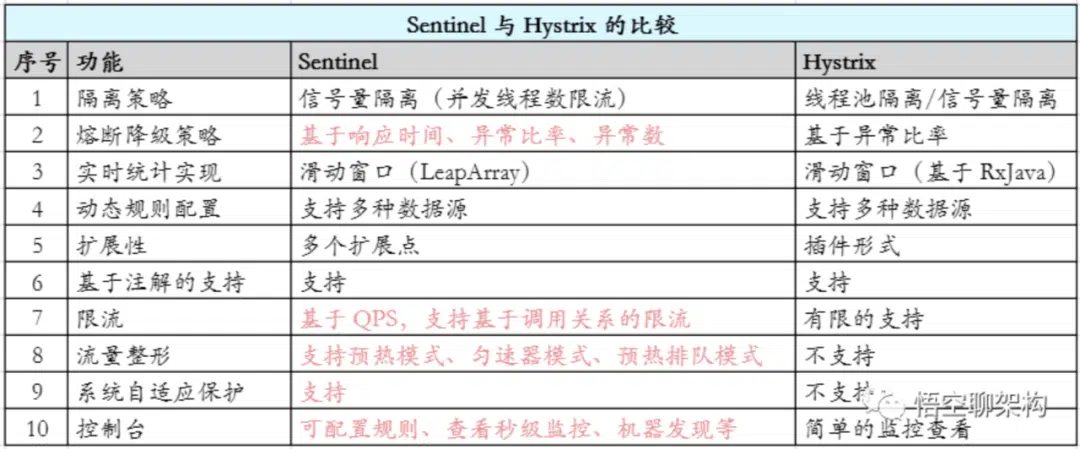 Sentinel 与 Hystrix 的比较
序号 功能 Sentinel Hystrix
1 隔离策略 信号量隔离（并发线程数限流） 线程池隔离/信号量隔离
2 熔断降级策略 基于响应时间、异常比率、异常数 基于异常比率
3 实时统计实现 滑动窗口（LeapArray） 滑动窗口（基于 RxJava）
4 动态规则配置 支持多种数据源 支持多种数据源
5 扩展性 多个扩展点 插件形式
6 基于注解的支持 支持 支持
7 限流 基于 QPS，支持基于调用关系的限流 有限的支持
8 流量整形 支持预热模式、匀速器模式、预热排队模式 不支持
9 系统自适应保护 支持 不支持
悟空聊架构
10 控制台 可配置规则、查看秒级监控、机器发现等 简单的监控查看